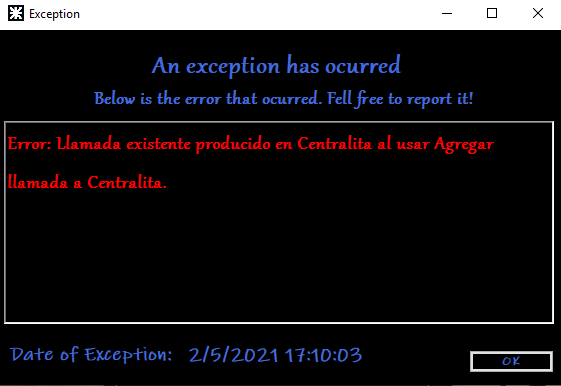 Exception
An exception has ocurred
Below is the error that ocurred. Fell free to report it!
Error: Llamada existente producido en Centralita al usar Agregar
llamada a Centralita.
Date of Exception: 2/5/2021 17:10:03
OK